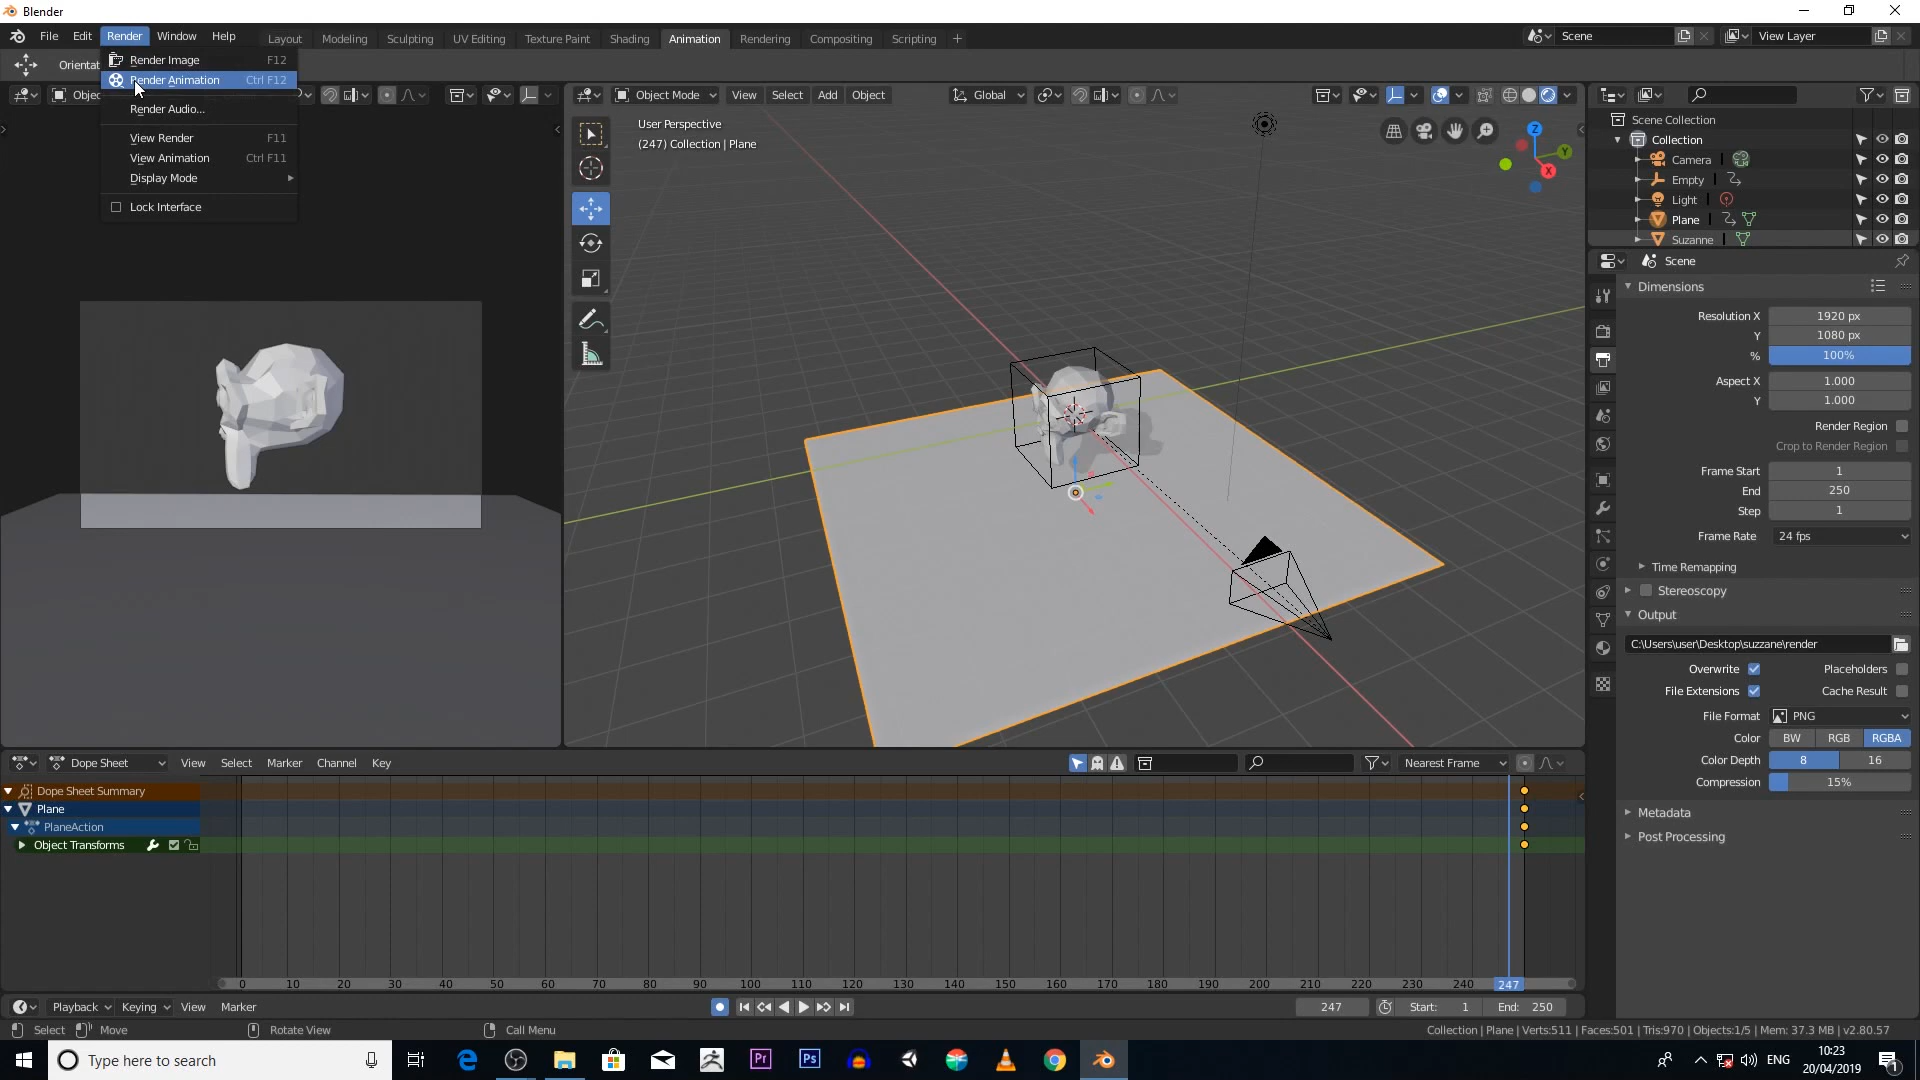 Blender
File Edit Render Window Help
Layout Modeling Sculpting UV Editing Texture Paint Shading Animation Rendering Compositing Scripting
Scene
View Layer
Orientat
Render Image F12
Render Animation Ctrl F12
Render Audio...
View Render F11
View Animation Ctrl F11
Display Mode
Lock Interface
Objec
Object Mode View Select Add Object
Global
User Perspective
(247) Collection | Plane
Z
Y
X
Scene Collection
Collection
Camera
Empty
Light
Plane
Suzanne
Scene
Dimensions
Resolution X 1920 px
Y 1080 px
% 100%
Aspect X 1.000
Y 1.000
Render Region
Crop to Render Region
Frame Start 1
End 250
Step 1
Frame Rate 24 fps
Time Remapping
Stereoscopy
Output
C:\Users\user\Desktop\suzzane\render
Overwrite Placeholders
File Extensions Cache Result
File Format PNG
Color BW RGB RGBA
Color Depth 8 16
Compression 15%
Metadata
Post Processing
Dope Sheet View Select Marker Channel Key
Nearest Frame
Dope Sheet Summary
Plane
PlaneAction
Object Transforms
0 10 20 30 40 50 60 70 80 90 100 110 120 130 140 150 160 170 180 190 200 210 220 230 240 247
Playback Keying View Marker
247 Start: 1 End: 250
Select Move Rotate View Call Menu
Collection | Plane | Verts:511 | Faces:501 | Tris:970 | Objects:1/5 | Mem: 37.3 MB | v2.80.57
Type here to search
Pr
Ps
ENG
10:23
20/04/2019
1